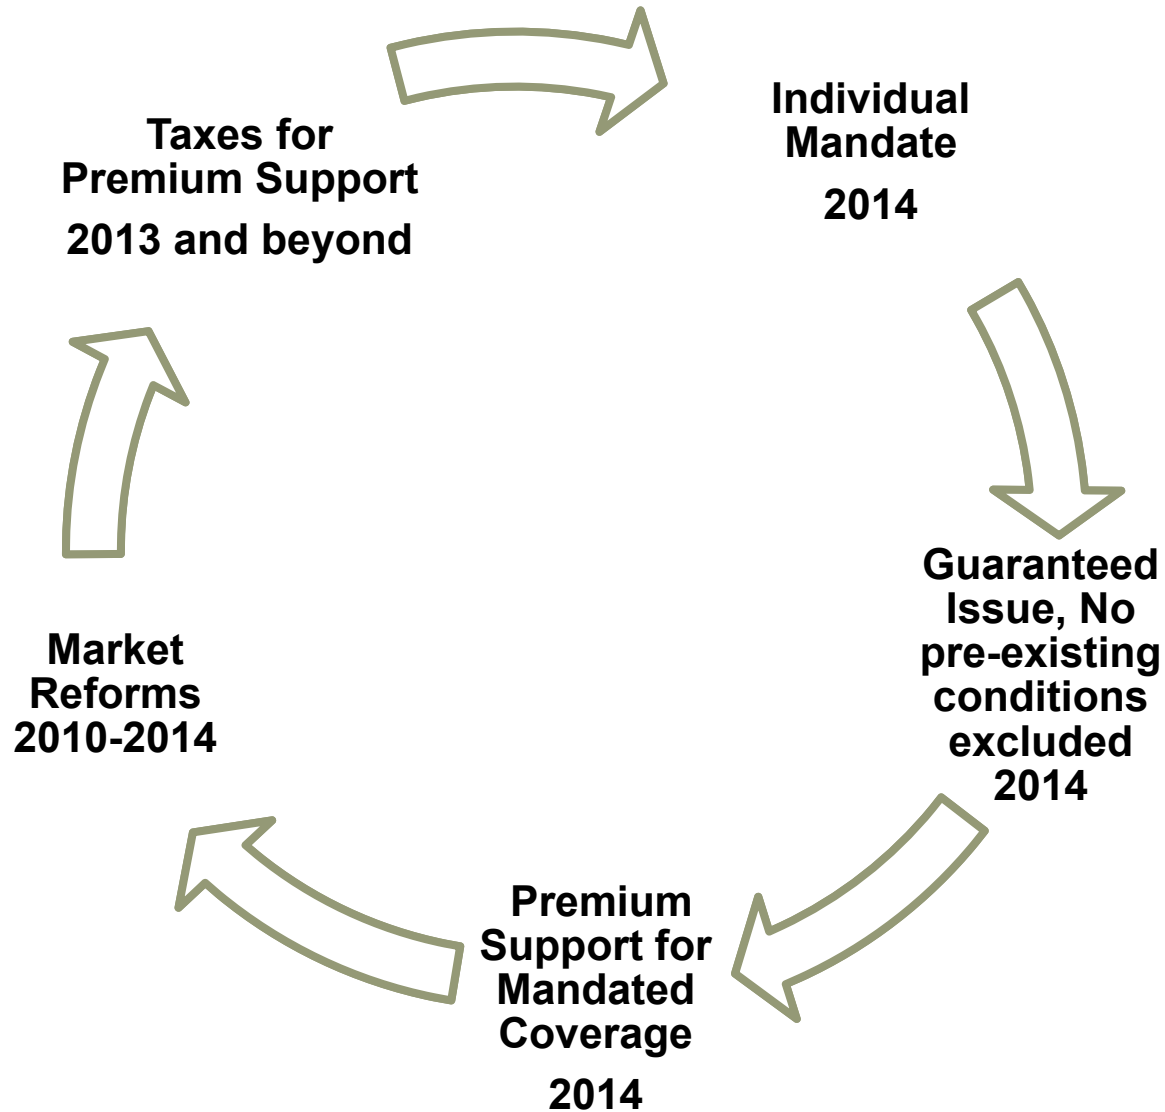 Taxes for
Premium Support
2013 and beyond
Individual
Mandate
2014
Guaranteed
Issue, No
pre-existing
conditions
excluded
2014
Premium
Support for
Mandated
Coverage
2014
Market
Reforms
2010-2014